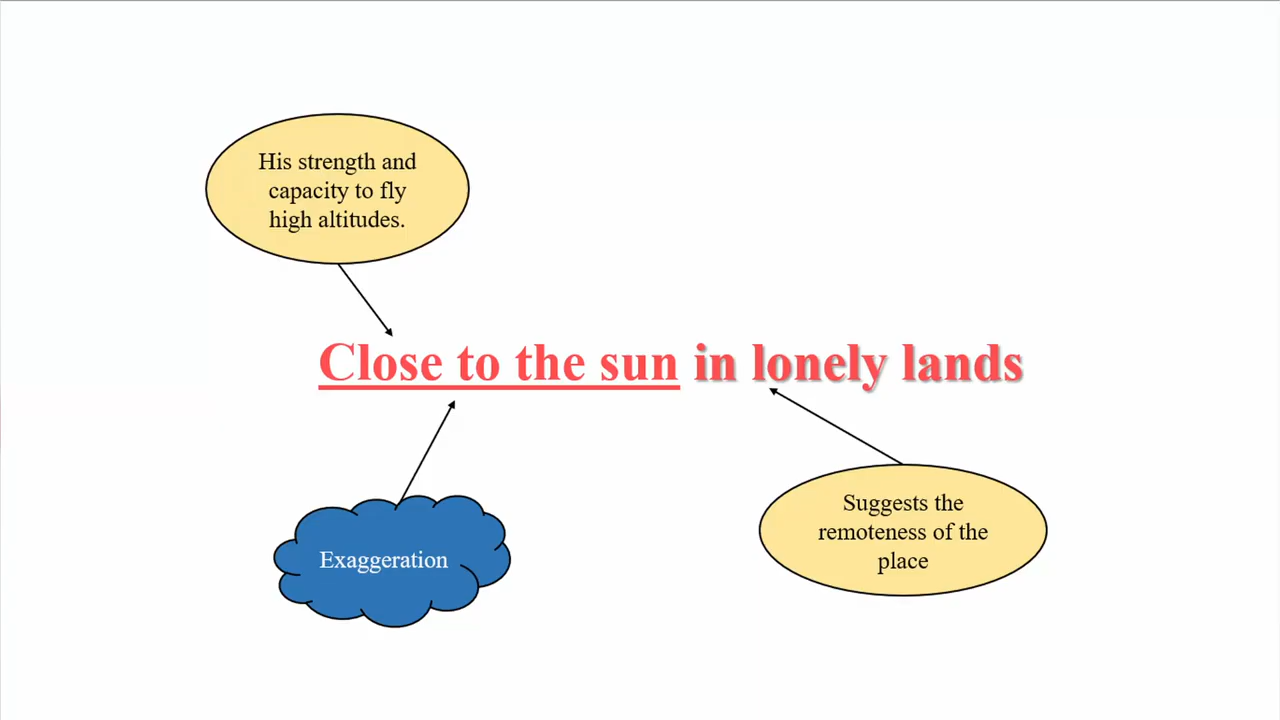 His strength and
capacity to fly
high altitudes.
Close to the sun in lonely lands
Exaggeration
Suggests the
remoteness of the
place